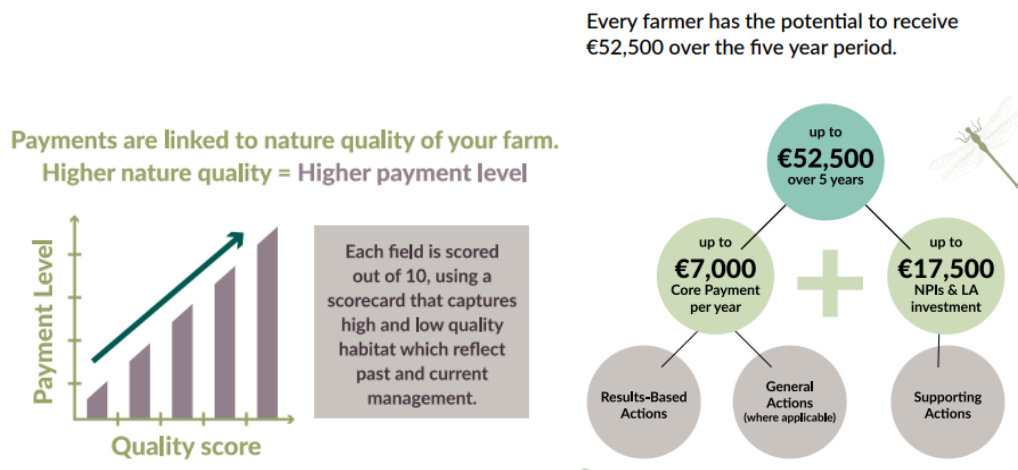 Every farmer has the potential to receive
€52,500 over the five year period.
Payments are linked to nature quality of your farm.
Higher nature quality = Higher payment level
Payment Level
Quality score
Each field is scored
out of 10, using a
scorecard that captures
high and low quality
habitat which reflect
past and current
management.
up to
€52,500
over 5 years
up to
€7,000
Core Payment
per year
up to
€17,500
NPIs & LA
investment
Results-Based
Actions
General
Actions
(where applicable)
Supporting
Actions